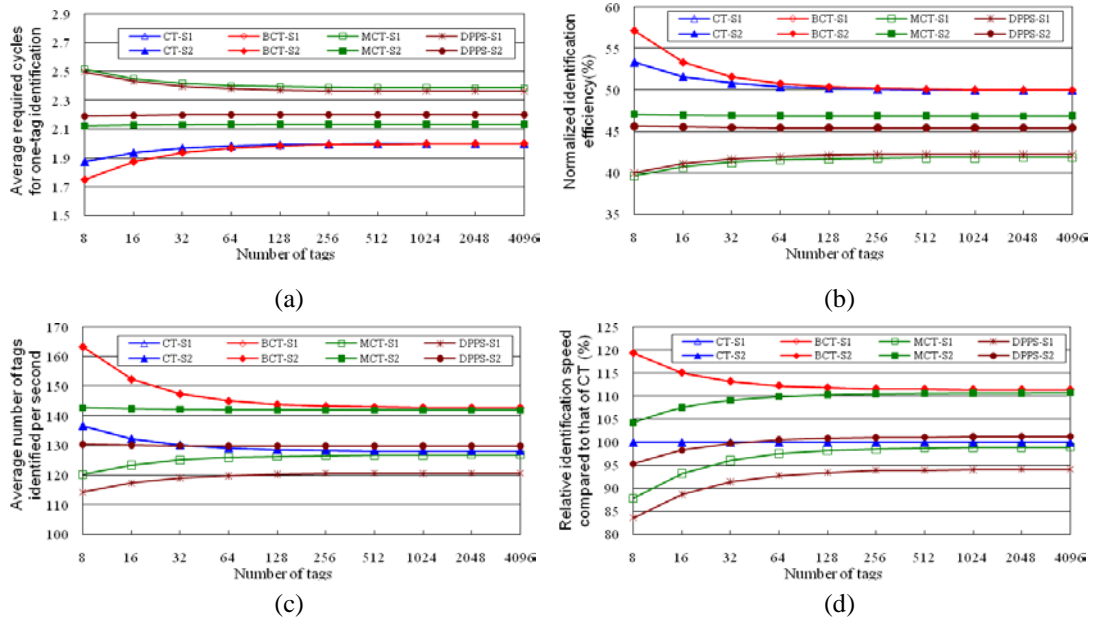 2.9
2.7
2.5
2.3
2.1
1.9
1.7
1.5
Average required cycles
for one-tag identification
CT-S1 BCT-S1 MCT-S1 DPPS-S1
CT-S2 BCT-S2 MCT-S2 DPPS-S2
8 16 32 64 128 256 512 1024 2048 4096
Number of tags
(a)
60
55
50
45
40
35
Normalized identification
efficiency(%)
CT-S1 BCT-S1 MCT-S1 DPPS-S1
CT-S2 BCT-S2 MCT-S2 DPPS-S2
8 16 32 64 128 256 512 1024 2048 4096
Number of tags
(b)
170
160
150
140
130
120
110
100
Average number of tags
identified per second
CT-S1 BCT-S1 MCT-S1 DPPS-S1
CT-S2 BCT-S2 MCT-S2 DPPS-S2
8 16 32 64 128 256 512 1024 2048 4096
Number of tags
(c)
125
120
115
110
105
100
95
90
85
80
Relative identification speed
compared to that of CT (%)
CT-S1 BCT-S1 MCT-S1 DPPS-S1
CT-S2 BCT-S2 MCT-S2 DPPS-S2
8 16 32 64 128 256 512 1024 2048 4096
Number of tags
(d)